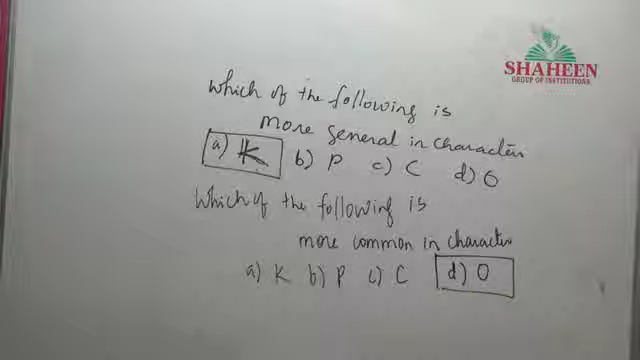 SHAHEEN
GROUP OF INSTITUTIONS
Which of the following is
more general in characters
a) K b) P c) C d) O
Which of the following is
more common in character
a) K b) P c) C d) O